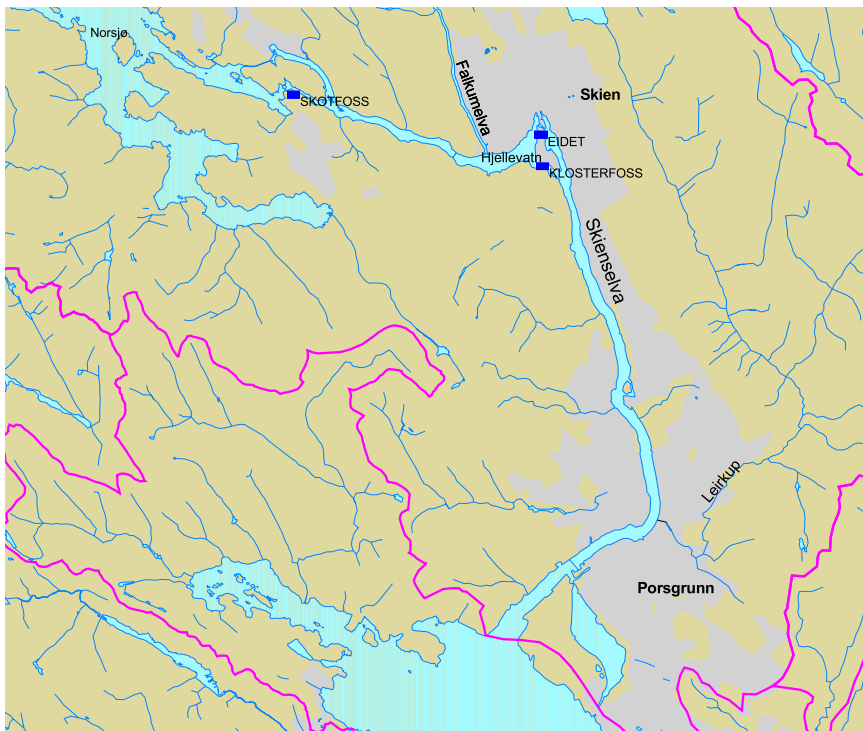 Norsjø
Falkumelva
SKOTFOSS
Skien
EIDET
Hjellevatn
KLOSTERFOSS
Skienselva
Leirkup
Porsgrunn